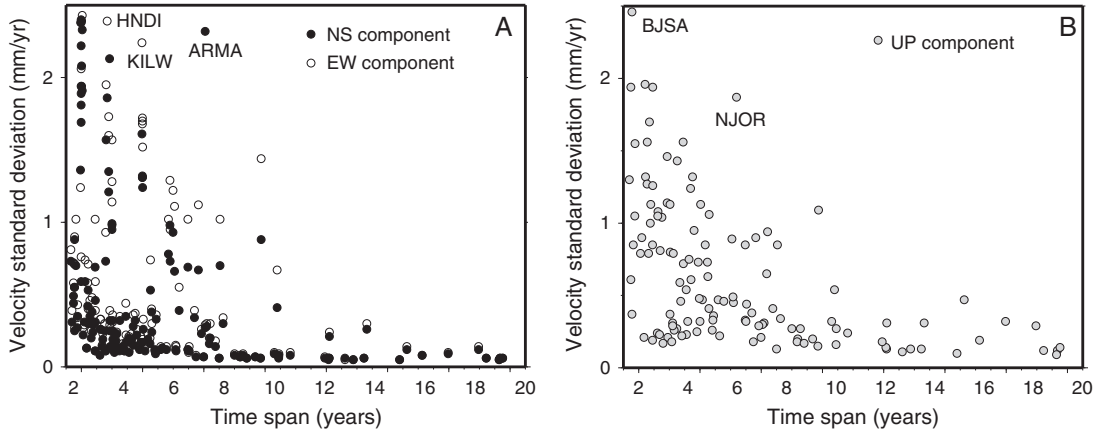 A
HNDI
KILW
ARMA
NS component
EW component
Velocity standard deviation (mm/yr)
2
1
0
2 4 6 8 10 12 14 16 18 20
Time span (years)
B
BJSA
NJOR
UP component
Velocity standard deviation (mm/yr)
2
1
0
2 4 6 8 10 12 14 16 18 20
Time span (years)